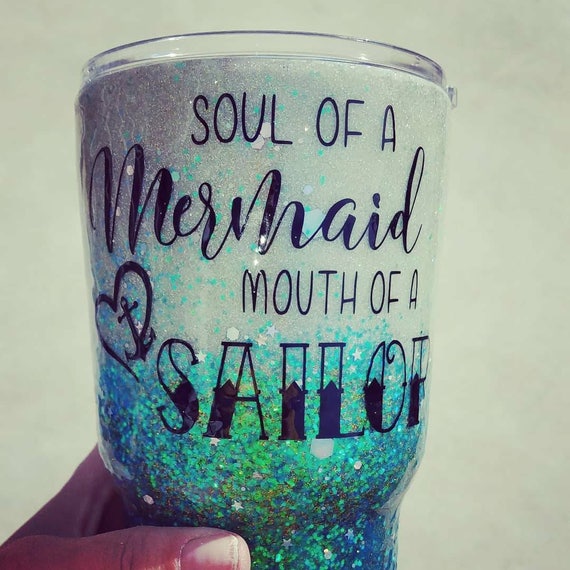 SOUL OF A
Mermaid
MOUTH OF A
SAILOR